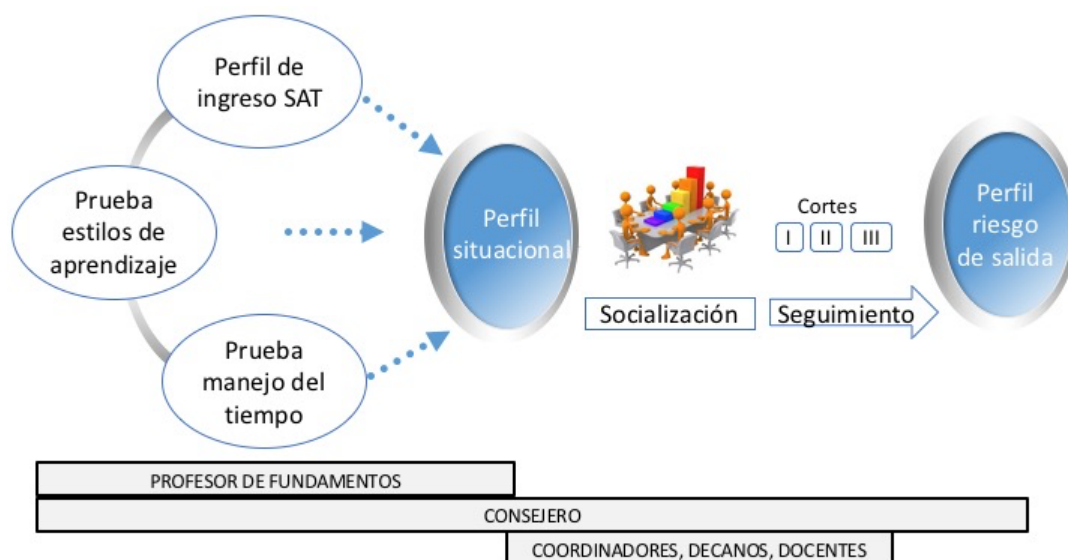 Perfil de
ingreso SAT
Prueba
estilos de
aprendizaje
Prueba
manejo del
tiempo
Perfil
situacional
Socialización
Cortes
I II III
Seguimiento
Perfil
riesgo
de salida
PROFESOR DE FUNDAMENTOS
CONSEJERO
COORDINADORES, DECANOS, DOCENTES